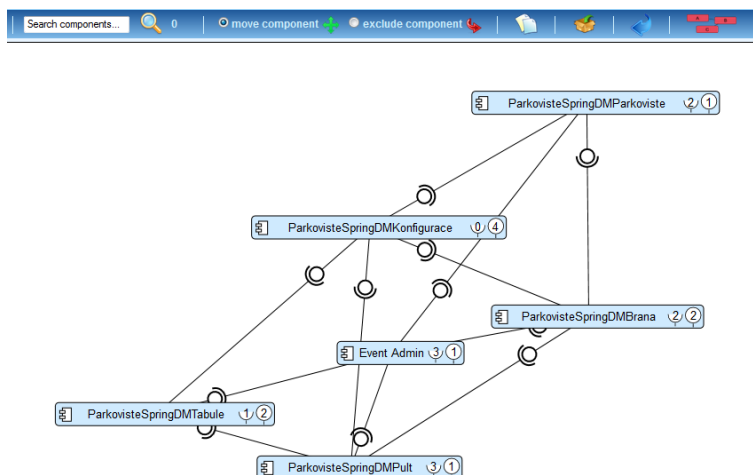 Search components... 0 move component exclude component
ParkovisteSpringDMParkoviste 2 1
ParkovisteSpringDMKonfigurace 0 4
ParkovisteSpringDMBrana 2 2
Event Admin 3 1
ParkovisteSpringDMTabule 1 2
ParkovisteSpringDMPult 3 1